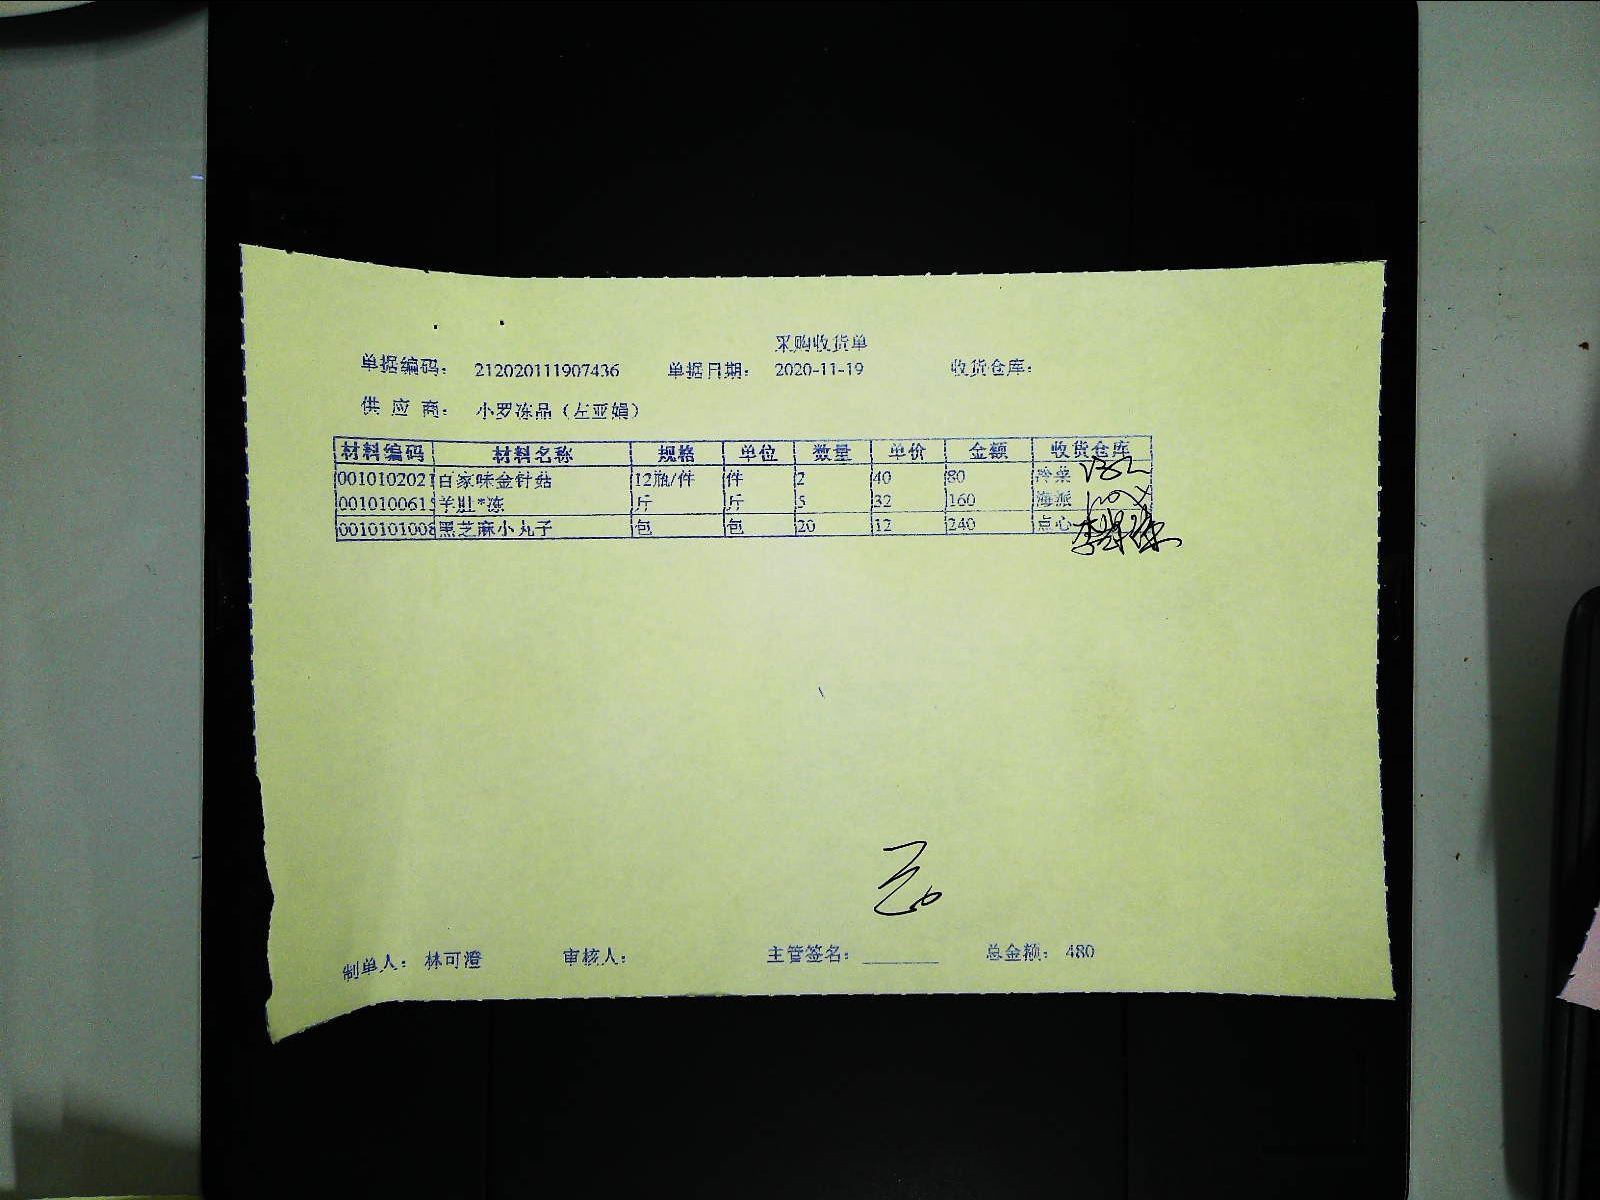 采购收货单
单据编码： 212020111907436 单据日期： 2020-11-19 收货仓库：
供应商： 小罗冻品（左亚娟）
材料编码 材料名称 规格 单位 数量 单价 金额 收货仓库
0010102021 百家味金针菇 12瓶/件 件 2 40 80 冷菜
001010061 羊肚*冻 斤 斤 5 32 160 海派
001010100 黑芝麻小丸子 包 包 20 12 240 点心
制单人： 林可澄 审核人： 主管签名： 总金额： 480